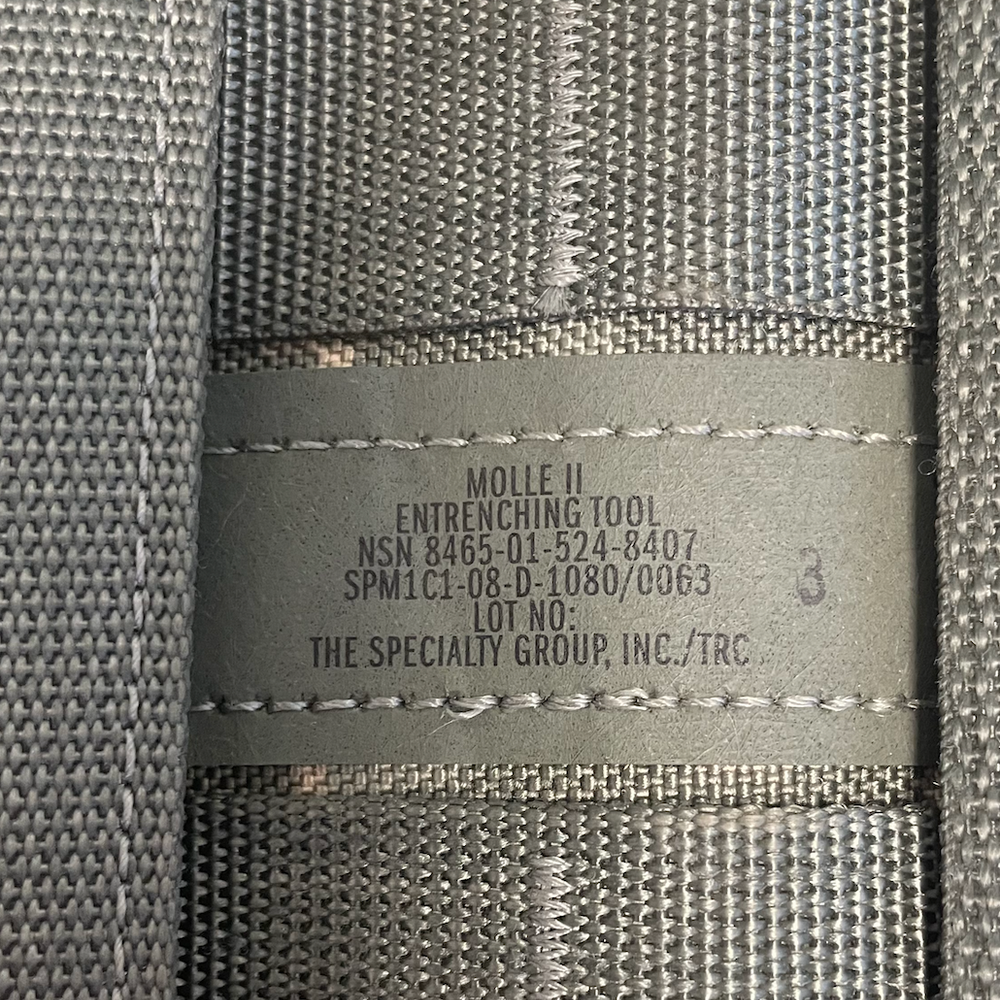 MOLLE II
ENTRENCHING TOOL
NSN 8465-01-524-8407
SPM1C1-08-D-1080/0063
3
LOT NO:
THE SPECIALTY GROUP, INC./TRC